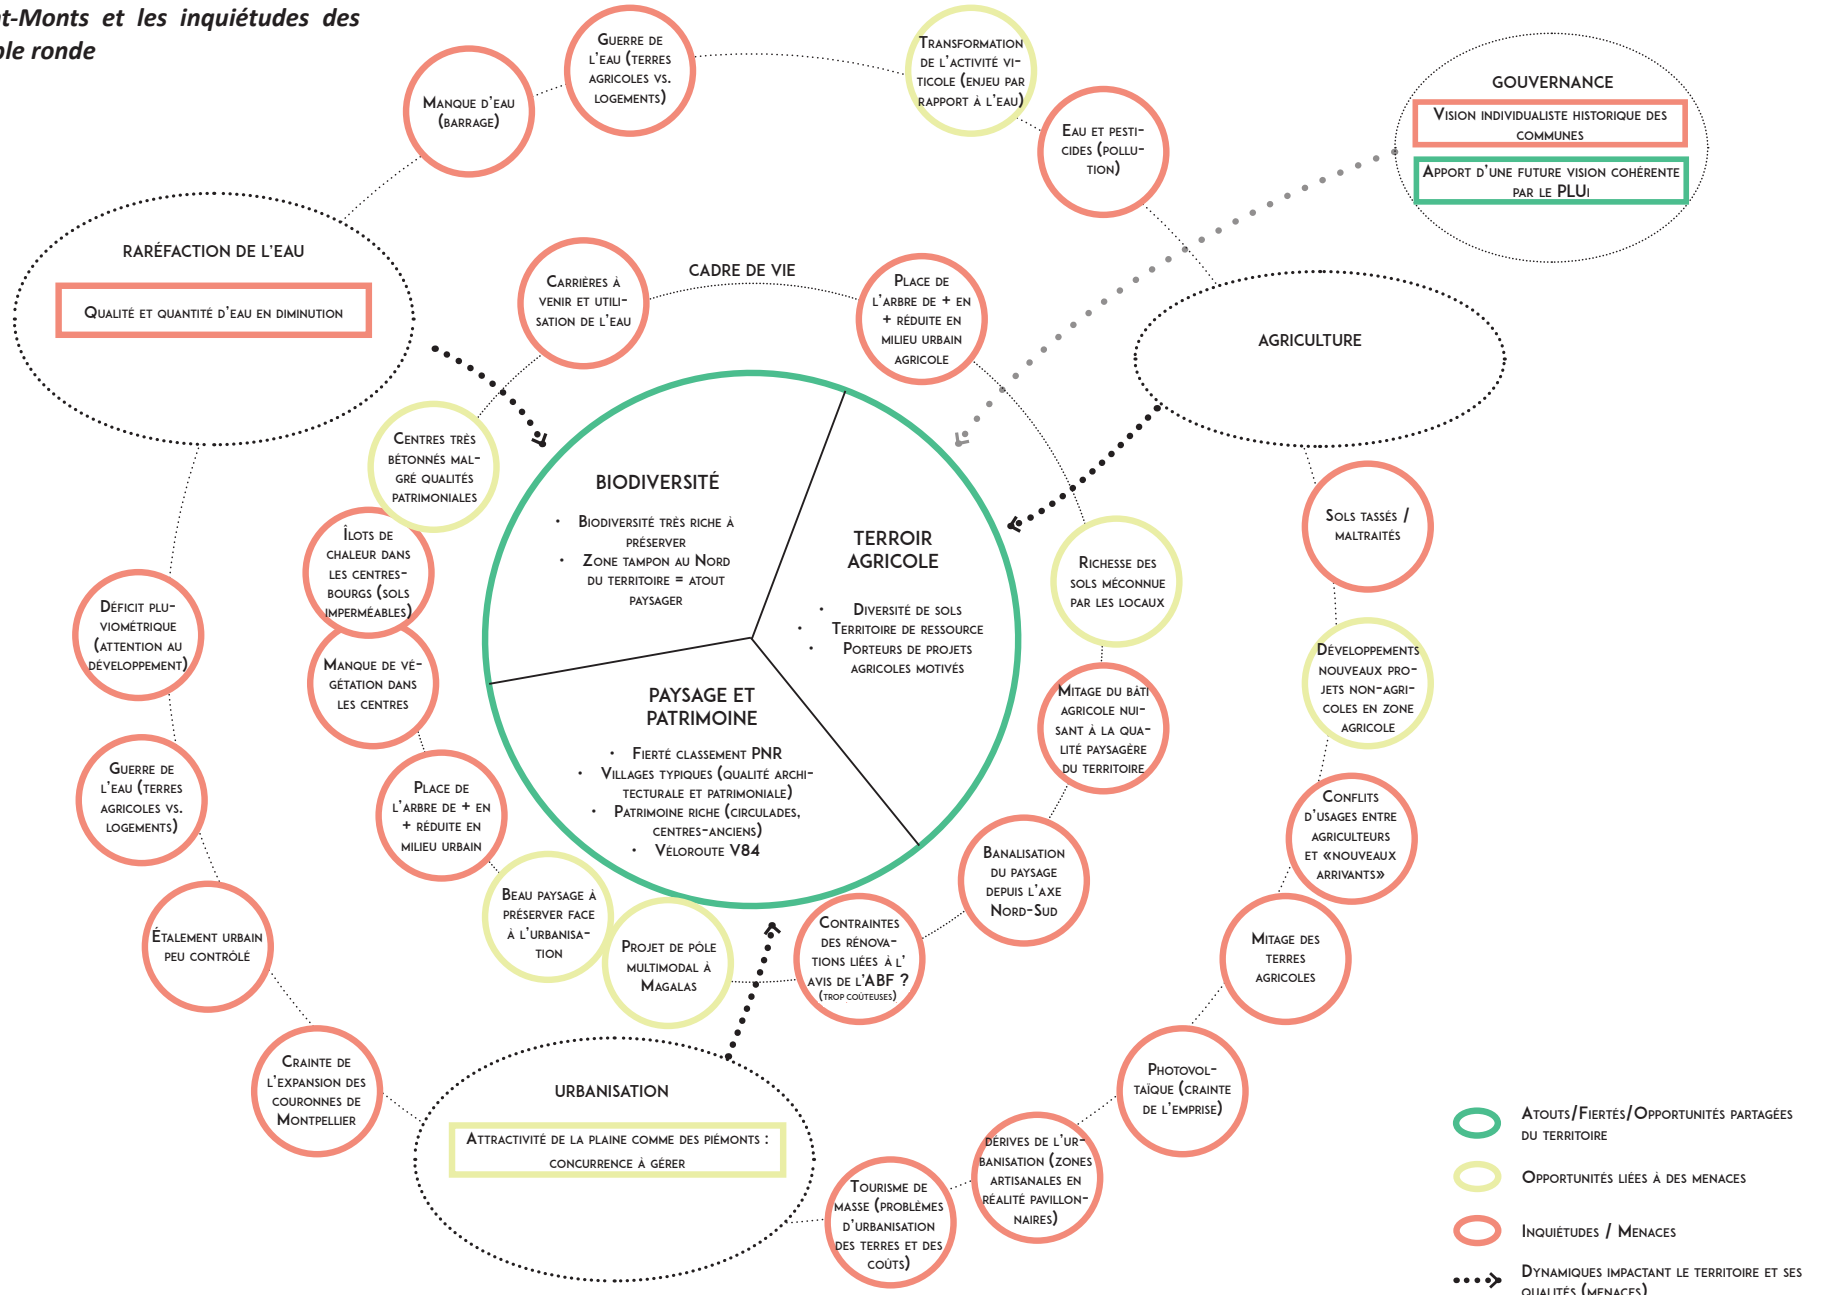 nt-Monts et les inquiétudes des
ble ronde
Guerre de
l'eau (terres
agricoles vs.
logements)
Manque d'eau
(barrage)
Transformation
de l'activité vi-
ticole (enjeu par
rapport à l'eau)
Eau et pesti-
cides (pollu-
tion)
GOUVERNANCE
Vision individualiste historique des
communes
Apport d'une future vision cohérente
par le PLUi
RARÉFACTION DE L'EAU
Qualité et quantité d'eau en diminution
CADRE DE VIE
Carrières à
venir et utili-
sation de l'eau
Place de
l'arbre de + en
+ réduite en
milieu urbain
agricole
AGRICULTURE
Centres très
bétonnés mal-
gré qualités
patrimoniales
Îlots de
chaleur dans
les centres-
bourgs (sols
imperméables)
Manque de vé-
gétation dans
les centres
Place de
l'arbre de + en
+ réduite en
milieu urbain
BIODIVERSITÉ
• Biodiversité très riche à
préserver
• Zone tampon au Nord
du territoire = atout
paysager
TERROIR
AGRICOLE
• Diversité de sols
• Territoire de ressource
• Porteurs de projets
agricoles motivés
PAYSAGE ET
PATRIMOINE
• Fierté classement PNR
• Villages typiques (qualité archi-
tecturale et patrimoniale)
• Patrimoine riche (circulades,
centres-anciens)
• Véloroute V84
Richesse des
sols méconnue
par les locaux
Mitage du bâti
agricole nui-
sant à la qua-
lité paysagère
du territoire
Banalisation
du paysage
depuis l'axe
Nord-Sud
Contraintes
des rénova-
tions liées à l'
avis de l'ABF ?
(trop coûteuses)
Projet de pôle
multimodal à
Magalas
Beau paysage à
préserver face
à l'urbanisa-
tion
Sols tassés /
maltraités
Développements
nouveaux pro-
jets non-agri-
coles en zone
agricole
Conflits
d'usages entre
agriculteurs
et «nouveaux
arrivants»
Mitage des
terres
agricoles
Photovol-
taïque (crainte
de l'emprise)
dérives de l'ur-
banisation (zones
artisanales en
réalité pavillon-
naires)
Tourisme de
masse (problèmes
d'urbanisation
des terres et des
coûts)
Déficit plu-
viométrique
(attention au
développement)
Guerre de
l'eau (terres
agricoles vs.
logements)
Étalement urbain
peu contrôlé
Crainte de
l'expansion des
couronnes de
Montpellier
URBANISATION
Attractivité de la plaine comme des piémonts :
concurrence à gérer
Atouts/Fiertés/Opportunités partagées
du territoire
Opportunités liées à des menaces
Inquiétudes / Menaces
Dynamiques impactant le territoire et ses
qualités (menaces)